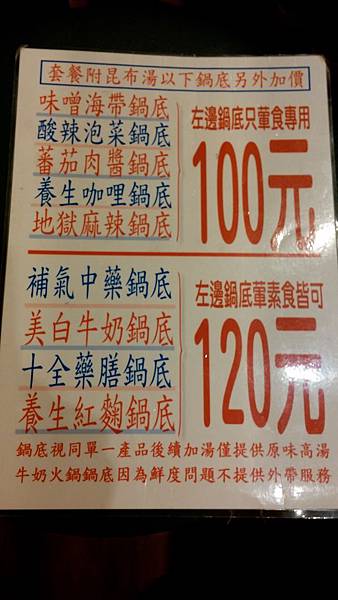 套餐附昆布湯以下鍋底另外加價
味噌海帶鍋底
酸辣泡菜鍋底
蕃茄肉醬鍋底
養生咖哩鍋底
地獄麻辣鍋底
左邊鍋底只葷食專用
100元
補氣中藥鍋底
美白牛奶鍋底
十全藥膳鍋底
養生紅麴鍋底
左邊鍋底葷素食皆可
120元
鍋底視同單一產品後續加湯僅提供原味高湯
牛奶火鍋鍋底因為鮮度問題不提供外帶服務